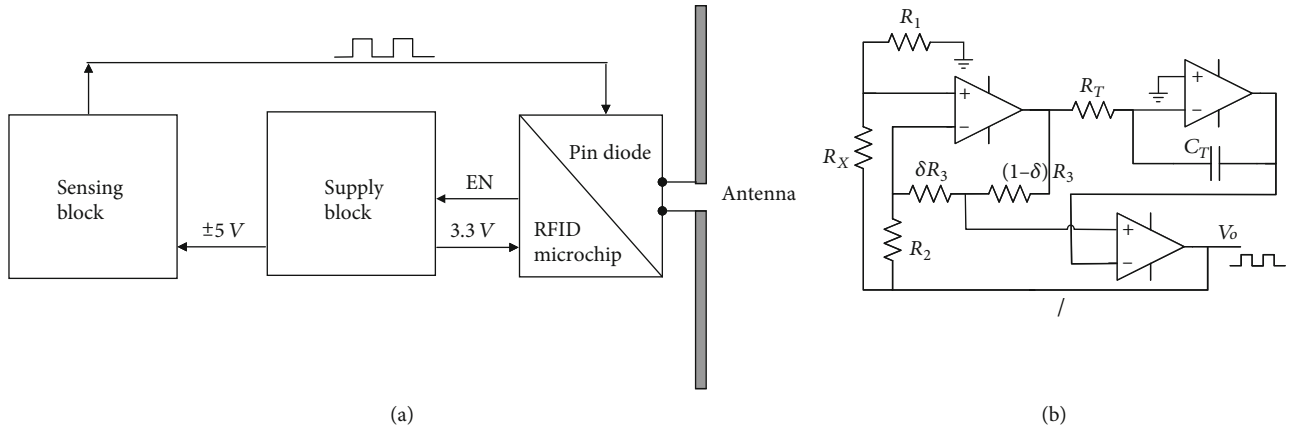 Sensing
block
Supply
block
Pin diode
RFID
microchip
EN
3.3 V
±5 V
Antenna
(a)
R1
RX
RT
CT
δR3
(1–δ) R3
R2
Vo
+
–
+
–
+
–
/
(b)